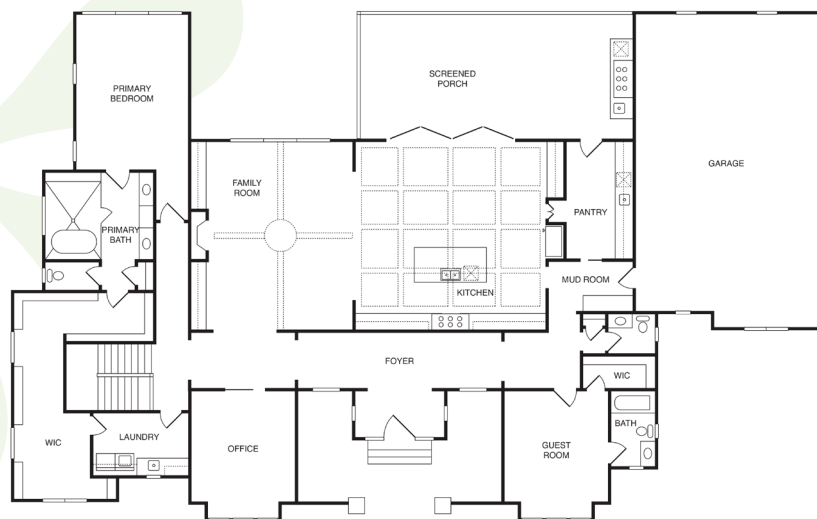 PRIMARY
BEDROOM
SCREENED
PORCH
GARAGE
FAMILY
ROOM
PANTRY
PRIMARY
BATH
MUD ROOM
KITCHEN
FOYER
WIC
BATH
WIC
LAUNDRY
OFFICE
GUEST
ROOM